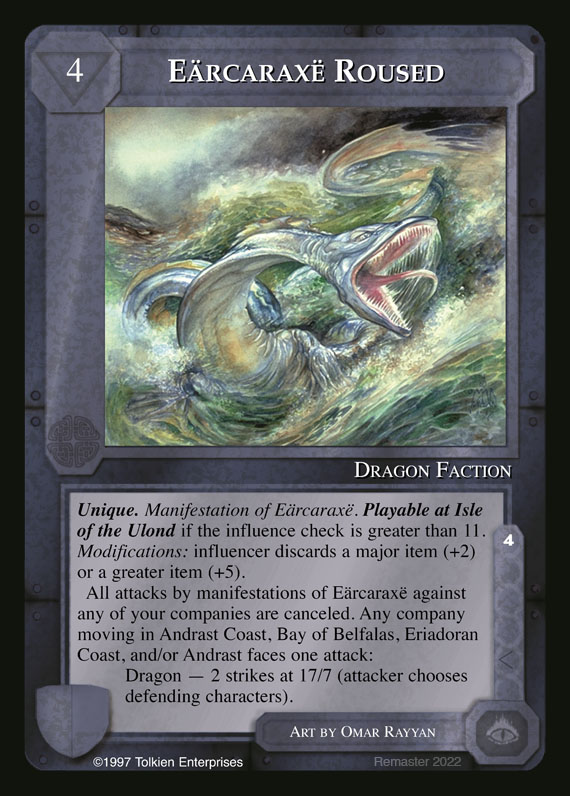 4
EÄRCARAXË ROUSED
DRAGON FACTION
Unique. Manifestation of Eärcaraxë. Playable at Isle
of the Ulond if the influence check is greater than 11.
Modifications: influencer discards a major item (+2)
or a greater item (+5).
All attacks by manifestations of Eärcaraxë against
any of your companies are canceled. Any company
moving in Andrast Coast, Bay of Belfalas, Eriadoran
Coast, and/or Andrast faces one attack:
Dragon — 2 strikes at 17/7 (attacker chooses
defending characters).
4
ART BY OMAR RAYYAN
©1997 Tolkien Enterprises
Remaster 2022